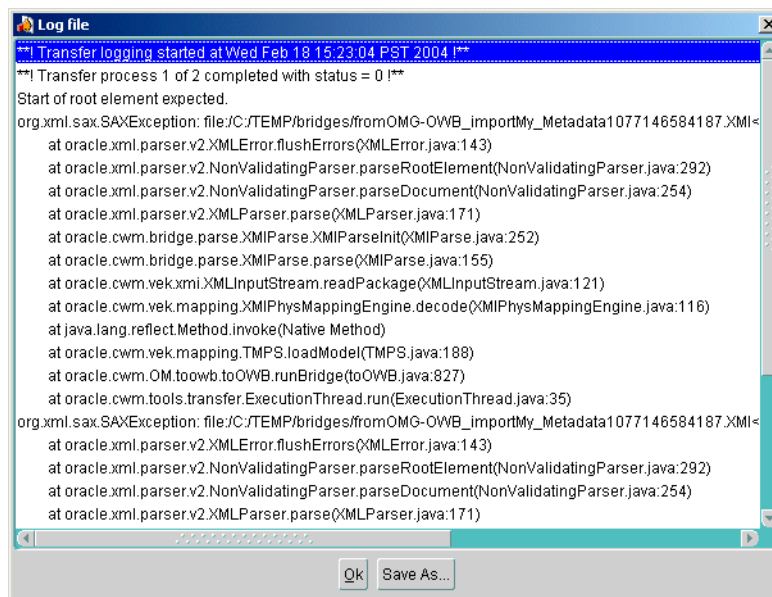 Log file
**! Transfer logging started at Wed Feb 18 15:23:04 PST 2004 !**
**! Transfer process 1 of 2 completed with status = 0 !**
Start of root element expected.
org.xml.sax.SAXException: file:/C:/TEMP/bridges/fromOMG-OWB_importMy_Metadata1077146584187.XMI<
at oracle.xml.parser.v2.XMLError.flushErrors(XMLError.java:143)
at oracle.xml.parser.v2.NonValidatingParser.parseRootElement(NonValidatingParser.java:292)
at oracle.xml.parser.v2.NonValidatingParser.parseDocument(NonValidatingParser.java:254)
at oracle.xml.parser.v2.XMLParser.parse(XMLParser.java:171)
at oracle.cwm.bridge.parse.XMIParse.XMIParseInit(XMIParse.java:252)
at oracle.cwm.bridge.parse.XMIParse.parse(XMIParse.java:155)
at oracle.cwm.vek.xmi.XMLInputStream.readPackage(XMLInputStream.java:121)
at oracle.cwm.vek.mapping.XMIPhysMappingEngine.decode(XMIPhysMappingEngine.java:116)
at java.lang.reflect.Method.invoke(Native Method)
at oracle.cwm.vek.mapping.TMPS.loadModel(TMPS.java:188)
at oracle.cwm.OM.toowb.toOWB.runBridge(toOWB.java:827)
at oracle.cwm.tools.transfer.ExecutionThread.run(ExecutionThread.java:35)
org.xml.sax.SAXException: file:/C:/TEMP/bridges/fromOMG-OWB_importMy_Metadata1077146584187.XMI<
at oracle.xml.parser.v2.XMLError.flushErrors(XMLError.java:143)
at oracle.xml.parser.v2.NonValidatingParser.parseRootElement(NonValidatingParser.java:292)
at oracle.xml.parser.v2.NonValidatingParser.parseDocument(NonValidatingParser.java:254)
at oracle.xml.parser.v2.XMLParser.parse(XMLParser.java:171)
Ok Save As...